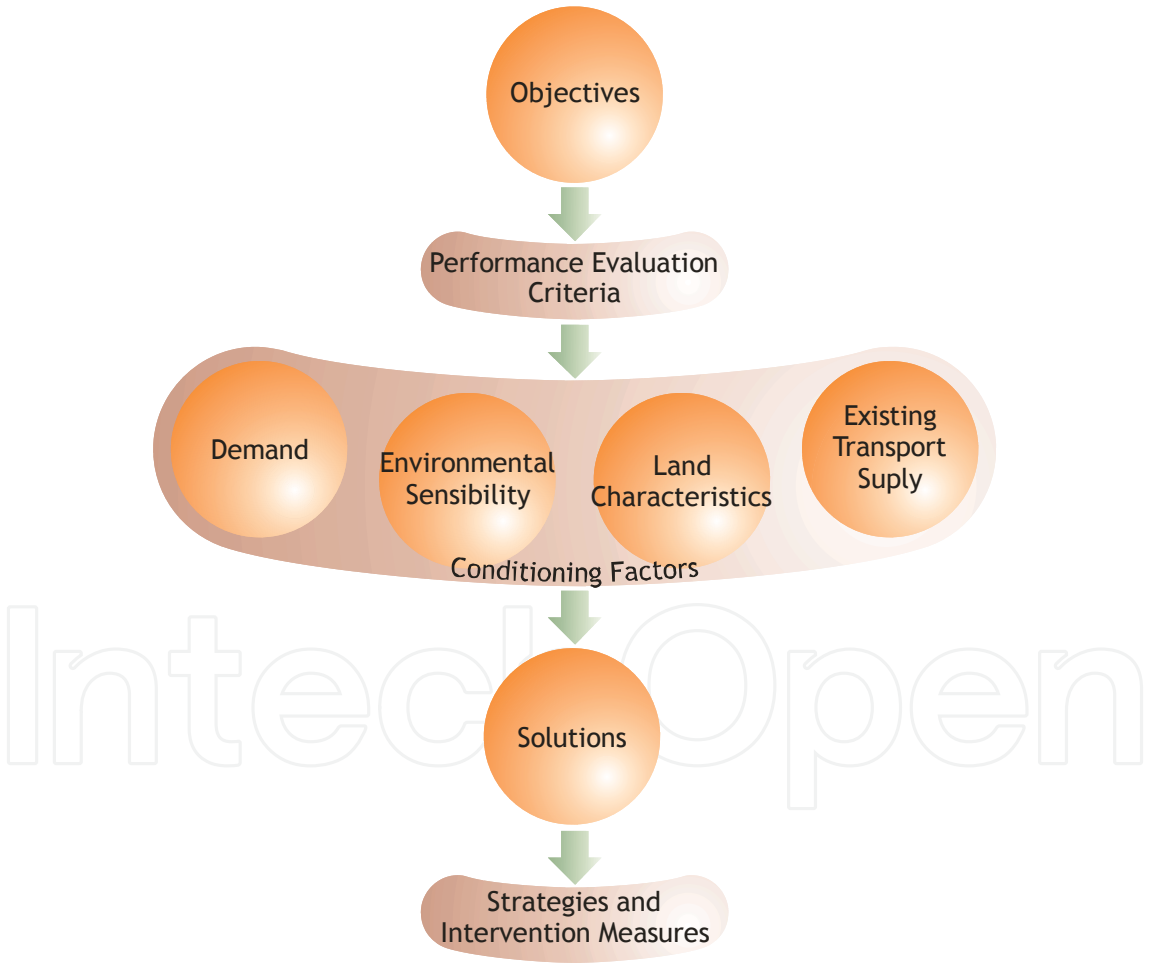 Objectives
Performance Evaluation
Criteria
Demand
Environmental
Sensibility
Land
Characteristics
Existing
Transport
Suply
Conditioning Factors
Solutions
Strategies and
Intervention Measures
IntechOpen